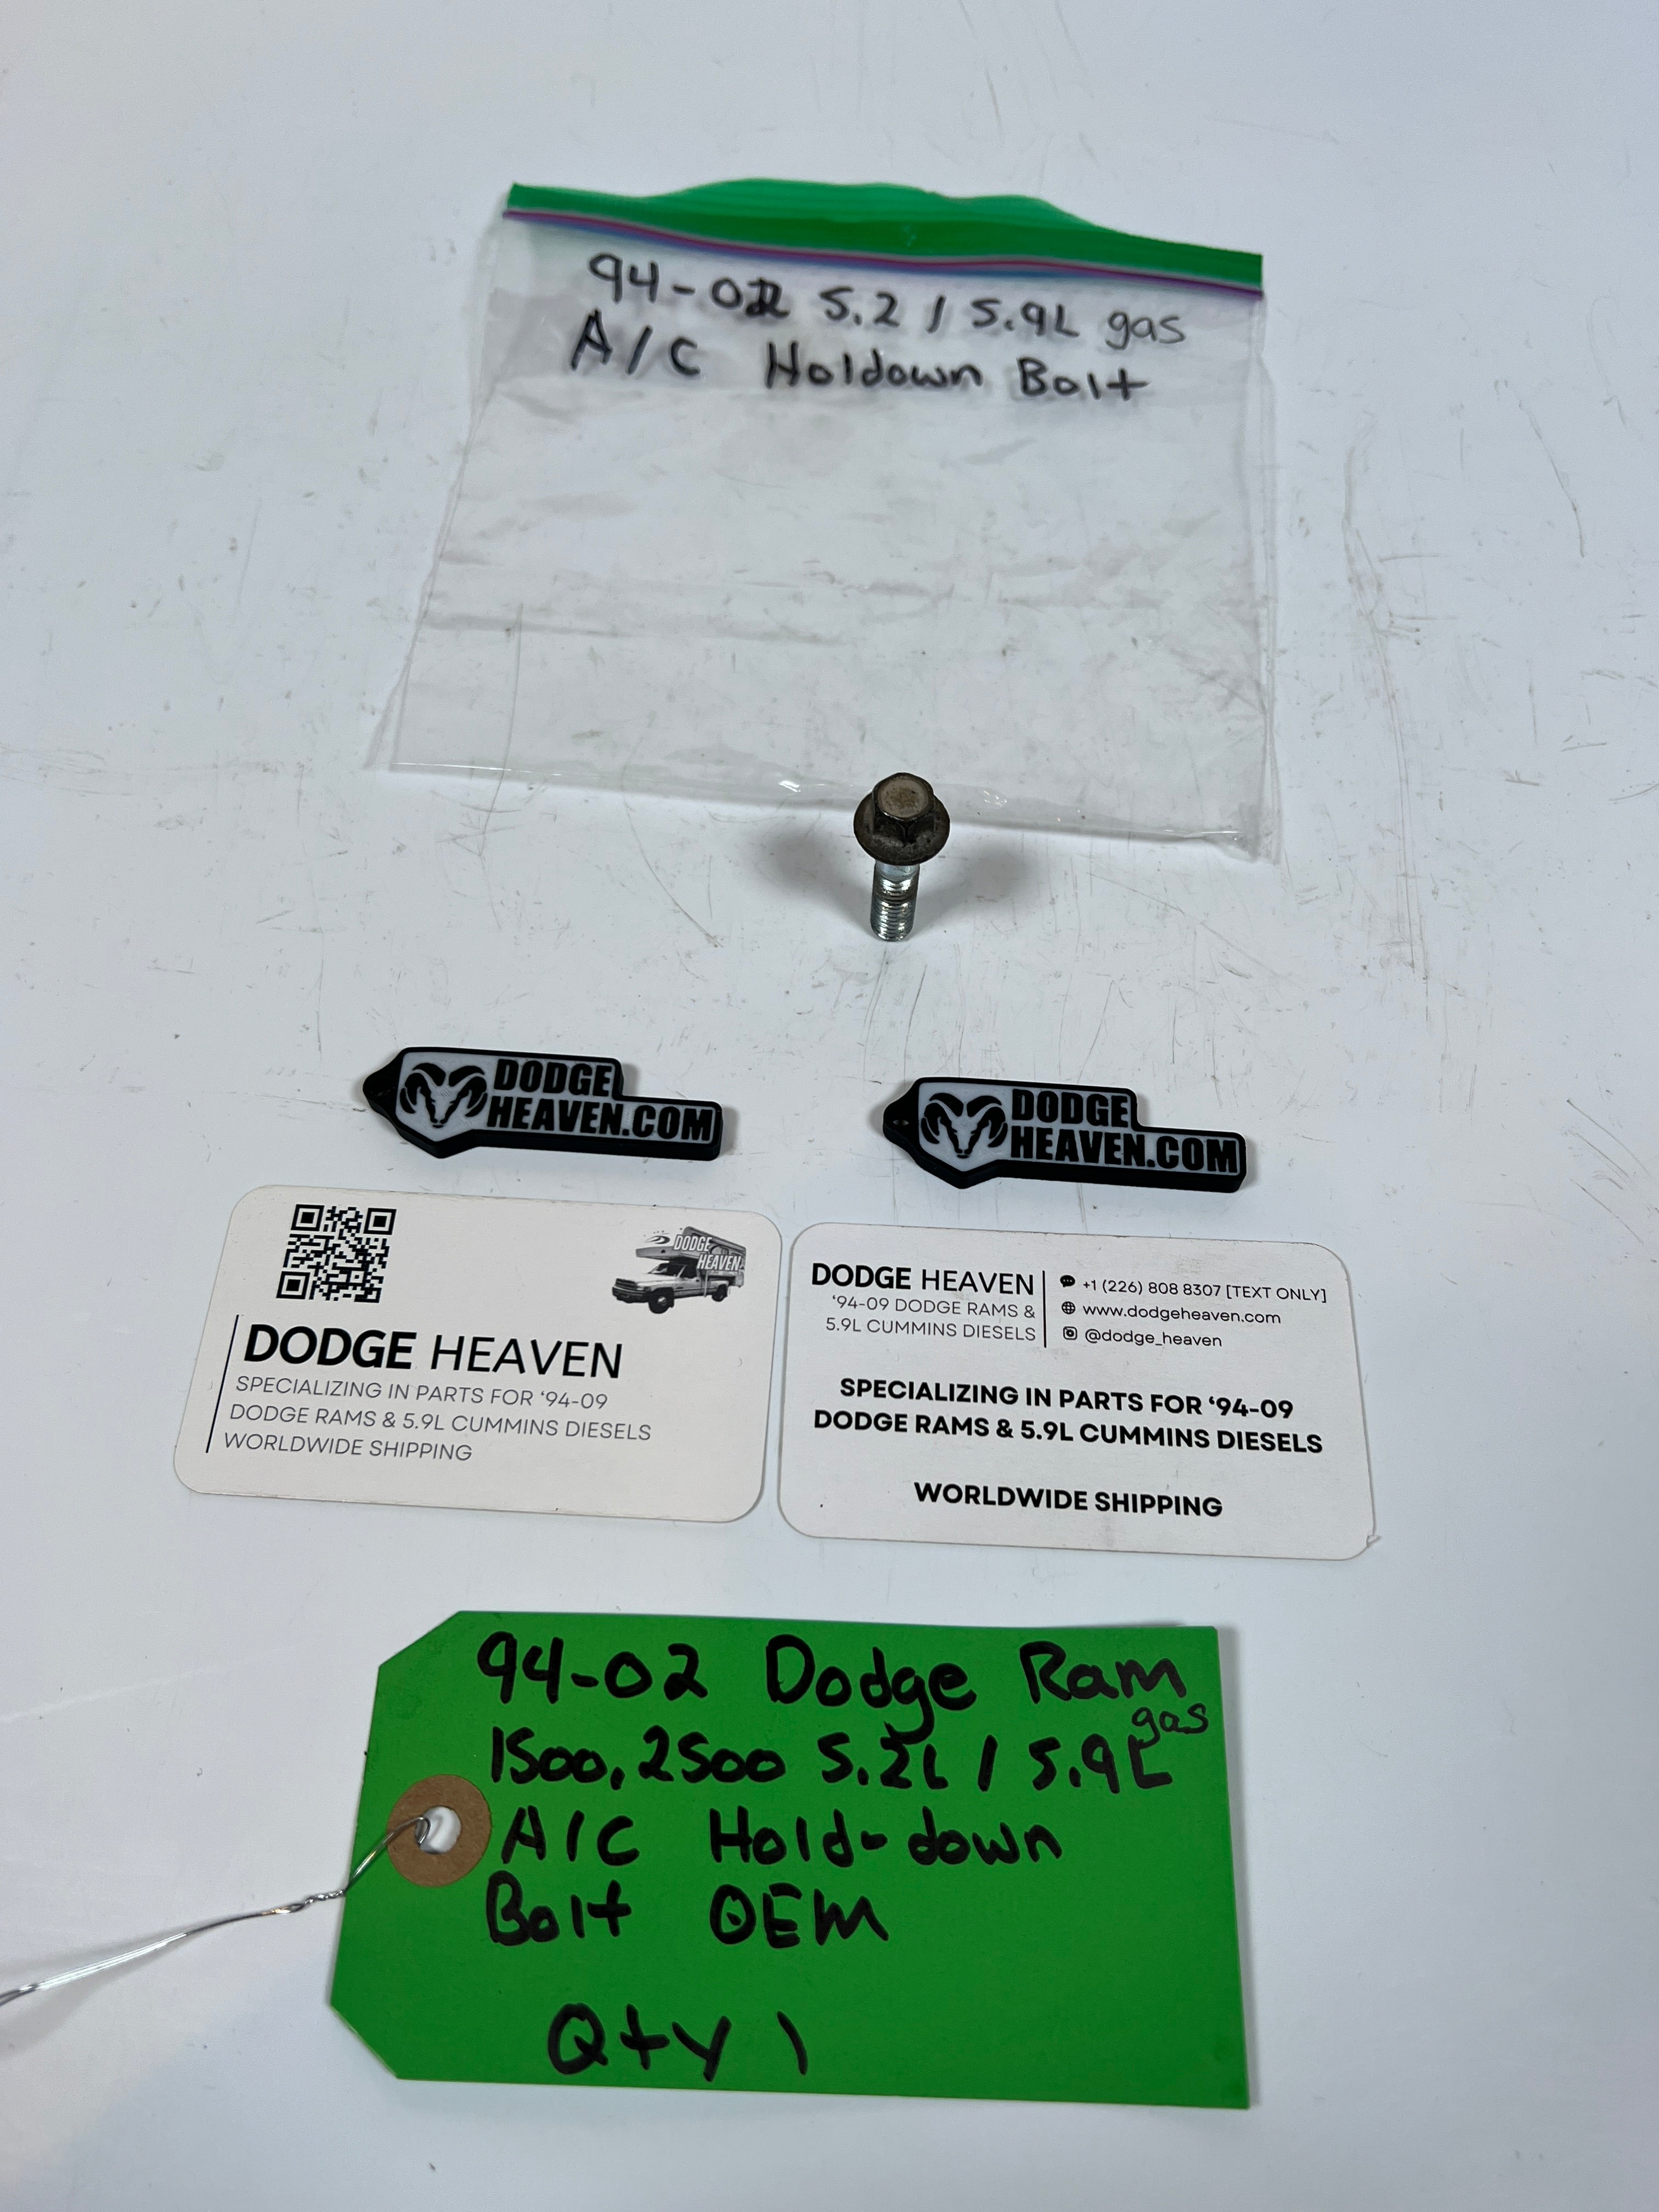 94-02 5.2 / 5.9L gas
A/C Holdown Bolt
DODGE
HEAVEN.COM
DODGE
HEAVEN.COM
DODGE
HEAVEN
DODGE HEAVEN
SPECIALIZING IN PARTS FOR ‘94-09
DODGE RAMS & 5.9L CUMMINS DIESELS
WORLDWIDE SHIPPING
DODGE HEAVEN
‘94-09 DODGE RAMS &
5.9L CUMMINS DIESELS
+1 (226) 808 8307 [TEXT ONLY]
www.dodgeheaven.com
@dodge_heaven
SPECIALIZING IN PARTS FOR ‘94-09
DODGE RAMS & 5.9L CUMMINS DIESELS
WORLDWIDE SHIPPING
94-02 Dodge Ram
1500, 2500 5.2L / 5.9L gas
A/C Hold-down
Bolt OEM
Qty 1